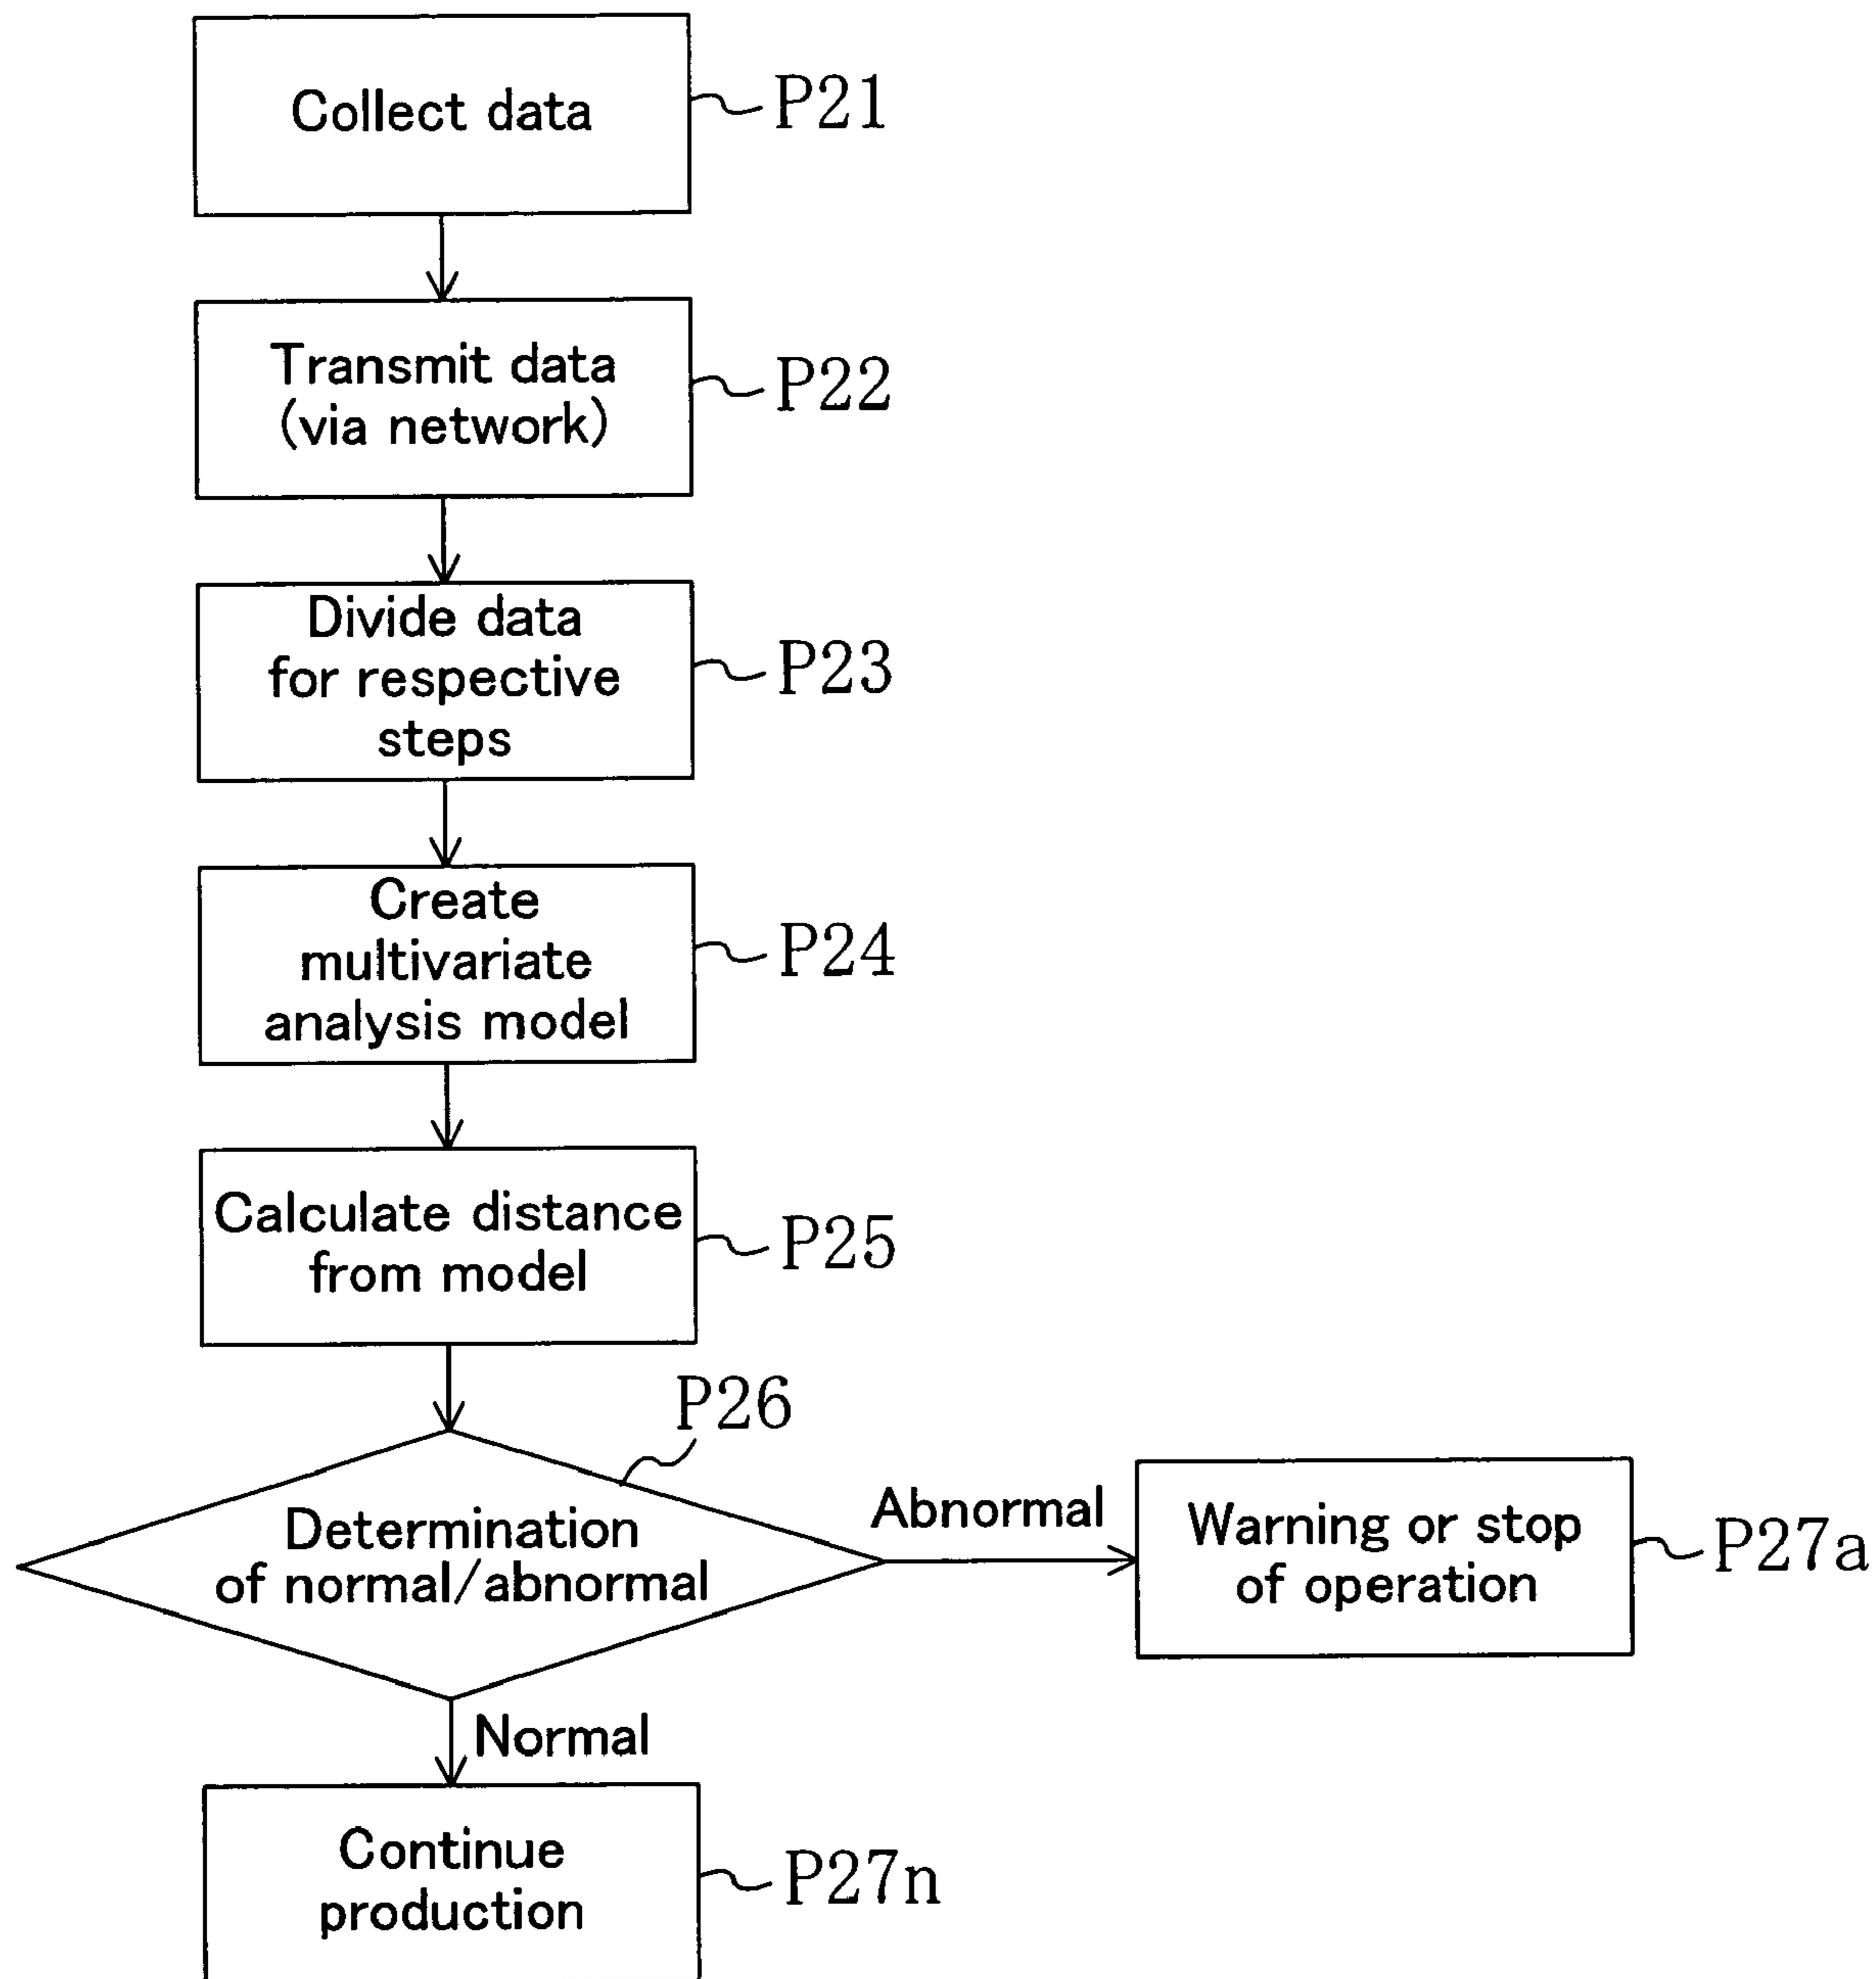 Collect data
P21
Transmit data
(via network)
P22
Divide data
for respective
steps
P23
Create
multivariate
analysis model
P24
Calculate distance
from model
P25
P26
Determination
of normal/abnormal
Abnormal
Warning or stop
of operation
P27a
Normal
Continue
production
P27n